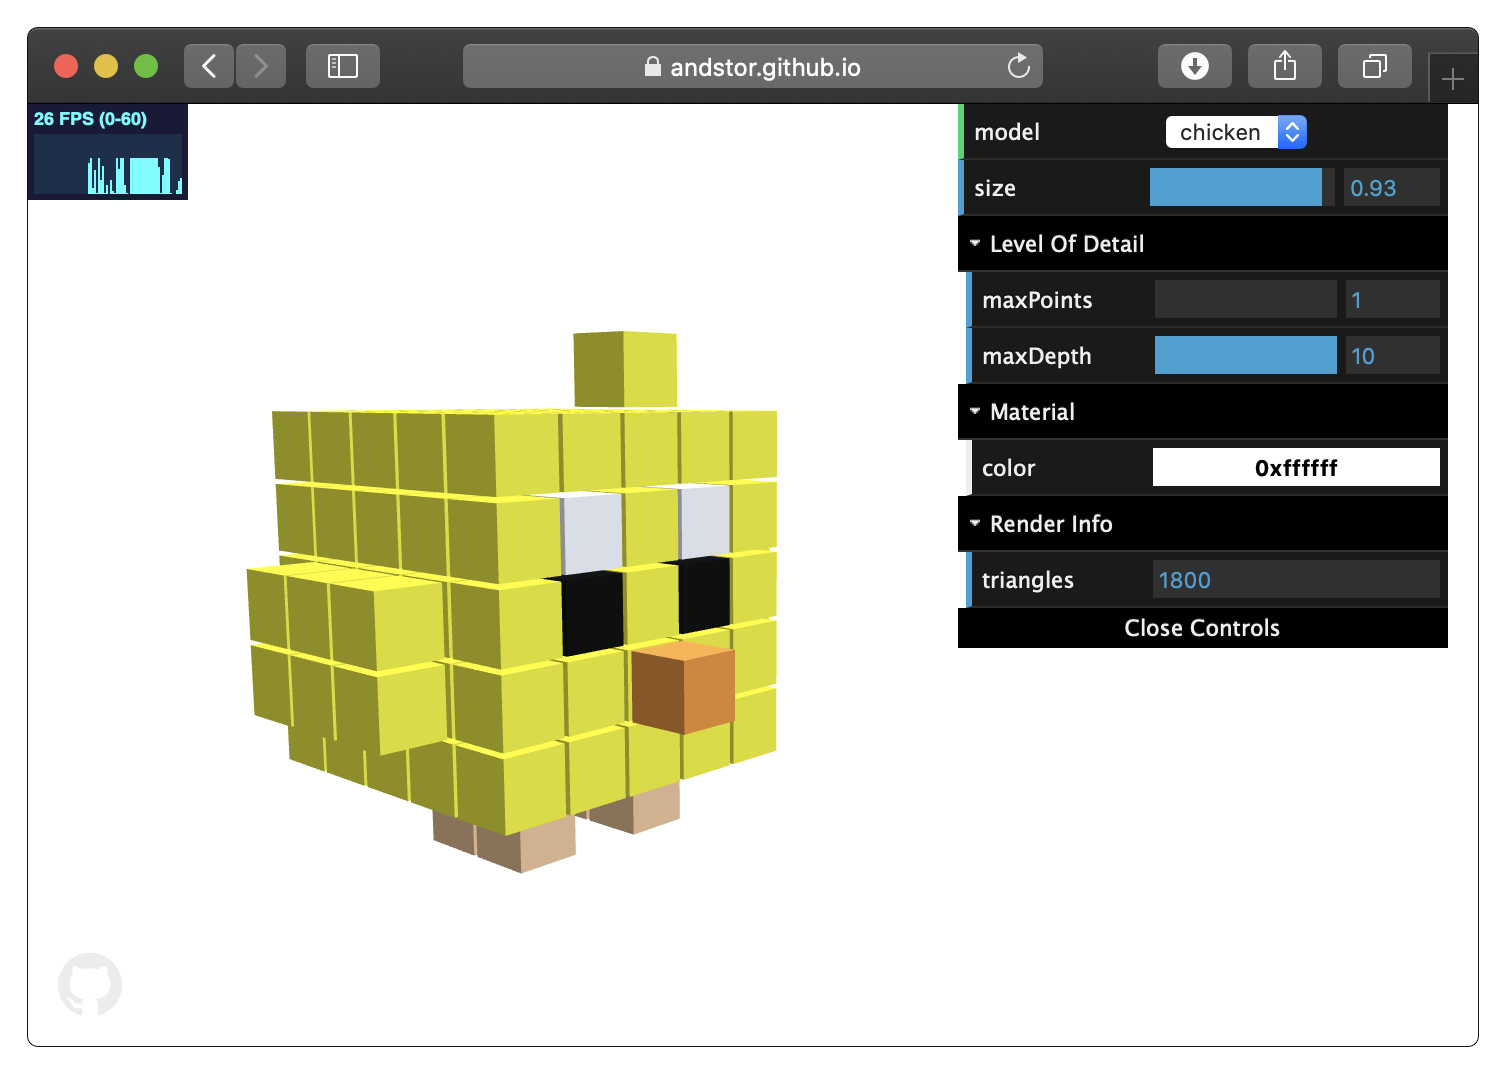 andstor.github.io
26 FPS (0-60)
model chicken
size 0.93
Level Of Detail
maxPoints 1
maxDepth 10
Material
color 0xffffff
Render Info
triangles 1800
Close Controls